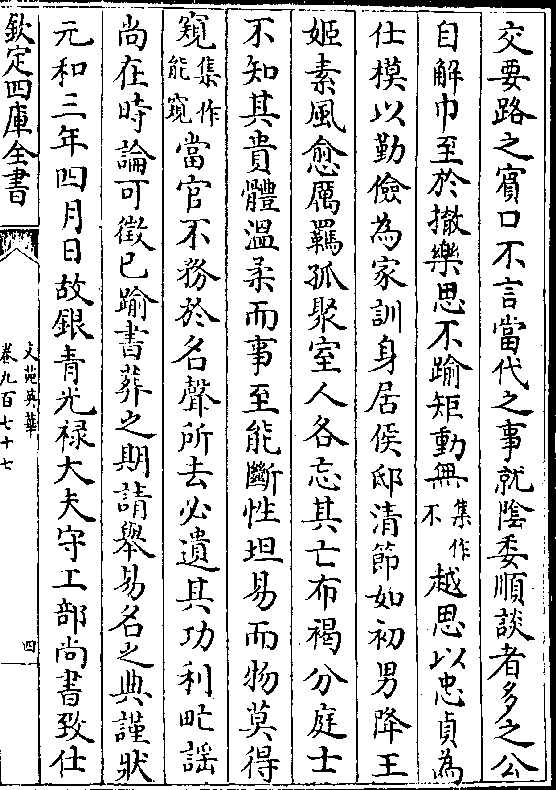 交要路之賓口不言當代之事就陰委順談者多之公
自解巾至於撤樂思不踰矩動無集作不越思以忠貞為
仕模以勤儉為家訓身居侯邸清節如初男降王
姬素風愈厲羈孤聚室人各忘其亡布褐分庭士
不知其貴體溫柔而事至能斷性坦易而物莫得
窺集作能窺當官不務於名聲所去必遺其功利甿謡
尚在時論可徵已踰書葬之期請舉易名之典謹狀
元和三年四月日故銀青光禄大夫守工部尚書致仕
欽定四庫全書
文苑英華
卷九百七十七
四